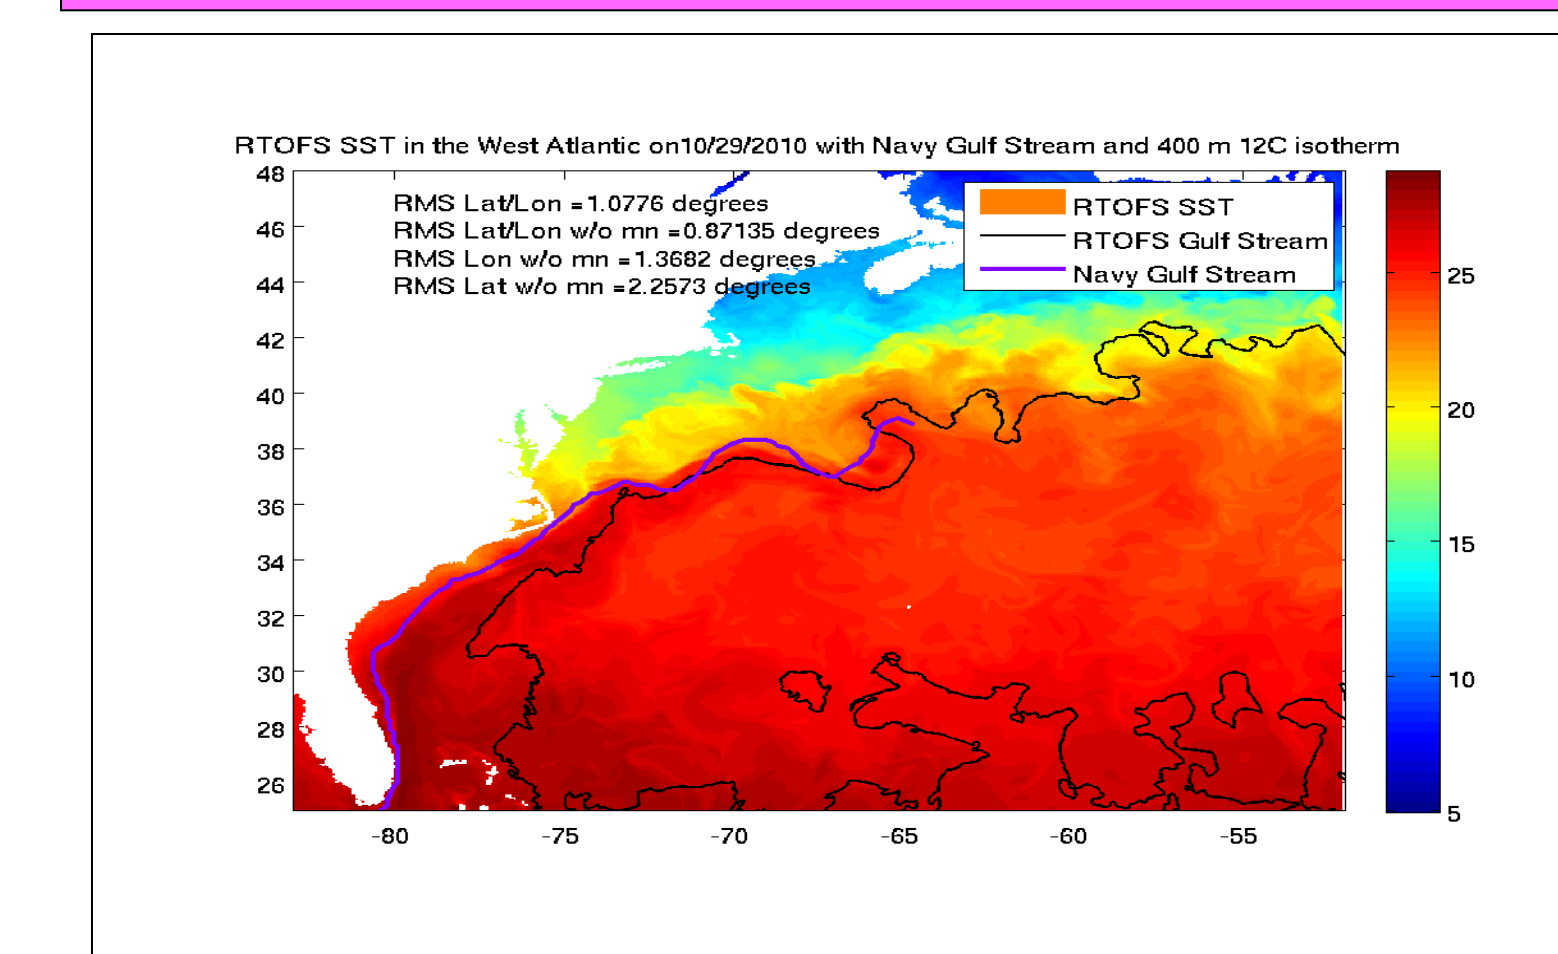 RTOFS SST in the West Atlantic on10/29/2010 with Navy Gulf Stream and 400 m 12C isotherm
RMS Lat/Lon =1.0776 degrees
RMS Lat/Lon w/o mn =0.87135 degrees
RMS Lon w/o mn =1.3682 degrees
RMS Lat w/o mn =2.2573 degrees
RTOFS SST
RTOFS Gulf Stream
Navy Gulf Stream
48
46
44
42
40
38
36
34
32
30
28
26
-80 -75 -70 -65 -60 -55
25
20
15
10
5